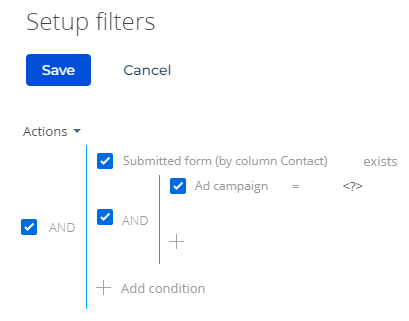 Setup filters
Save Cancel
Actions
Submitted form (by column Contact) exists
Ad campaign = <?>
AND AND
Add condition